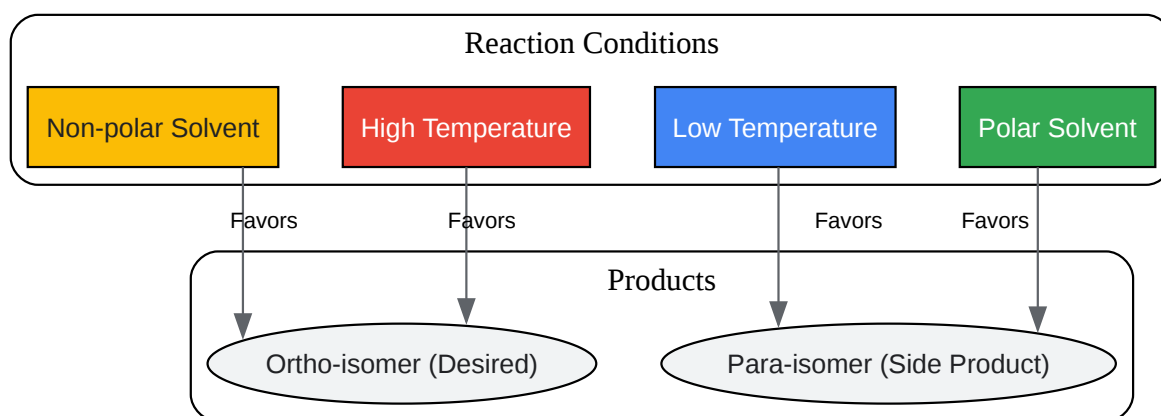 Reaction Conditions
Non-polar Solvent
High Temperature
Low Temperature
Polar Solvent
Favors
Favors
Favors
Favors
Products
Ortho-isomer (Desired)
Para-isomer (Side Product)